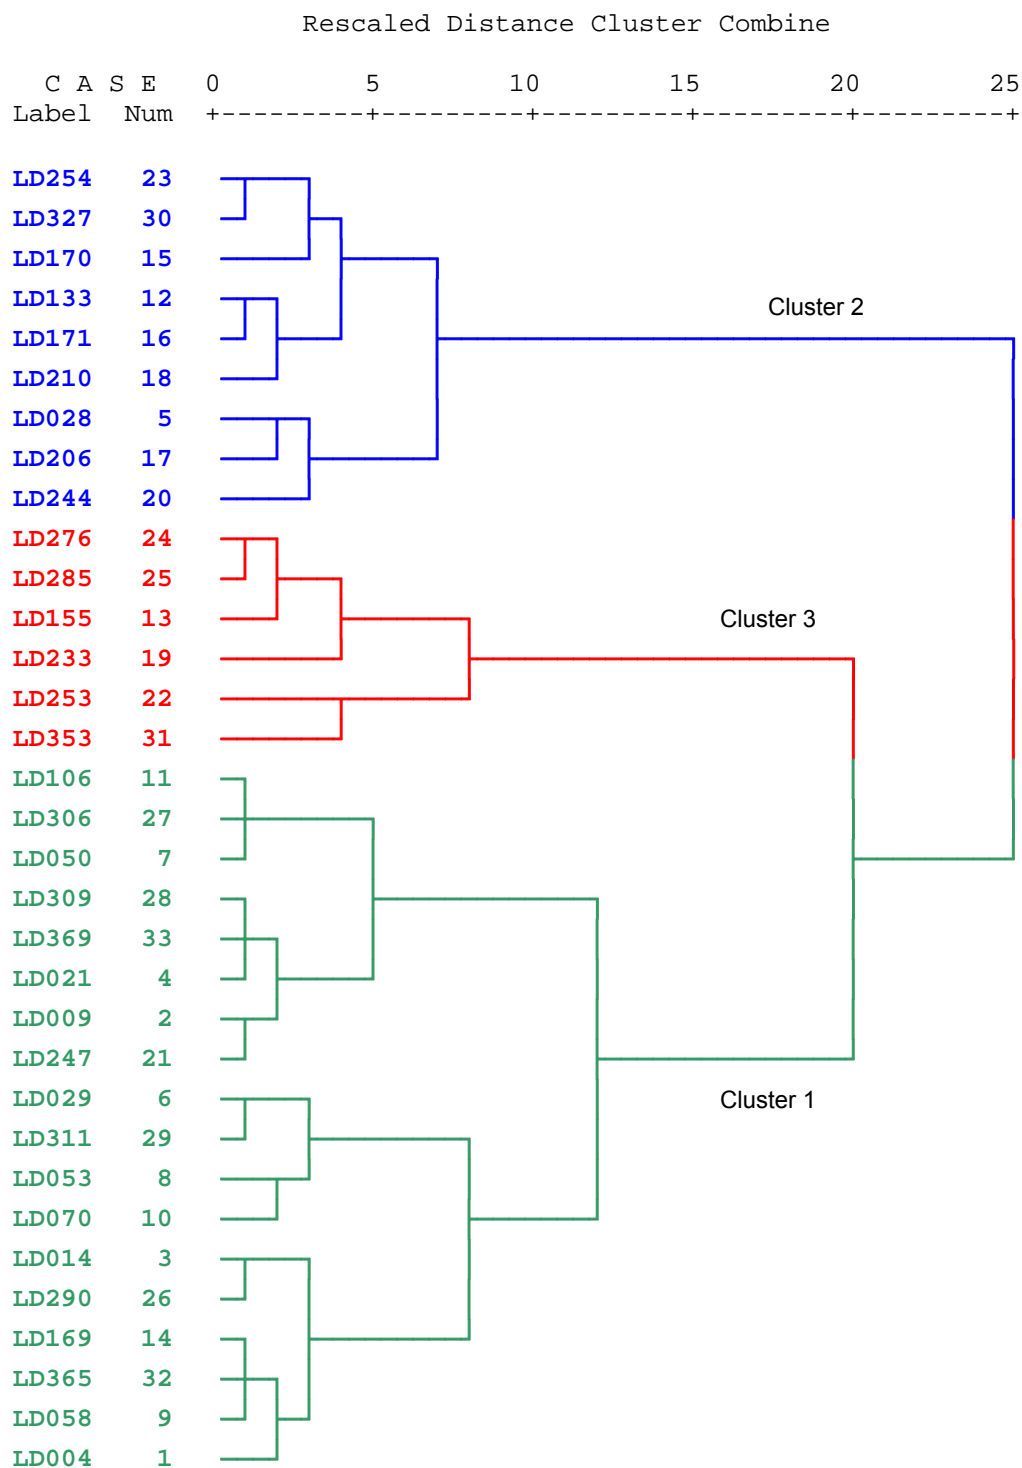 Rescaled Distance Cluster Combine
C A S E 0 5 10 15 20 25
Label Num +---------+---------+---------+---------+---------+
LD254 23
LD327 30
LD170 15
LD133 12
Cluster 2
LD171 16
LD210 18
LD028 5
LD206 17
LD244 20
LD276 24
LD285 25
LD155 13
Cluster 3
LD233 19
LD253 22
LD353 31
LD106 11
LD306 27
LD050 7
LD309 28
LD369 33
LD021 4
LD009 2
LD247 21
LD029 6
Cluster 1
LD311 29
LD053 8
LD070 10
LD014 3
LD290 26
LD169 14
LD365 32
LD058 9
LD004 1